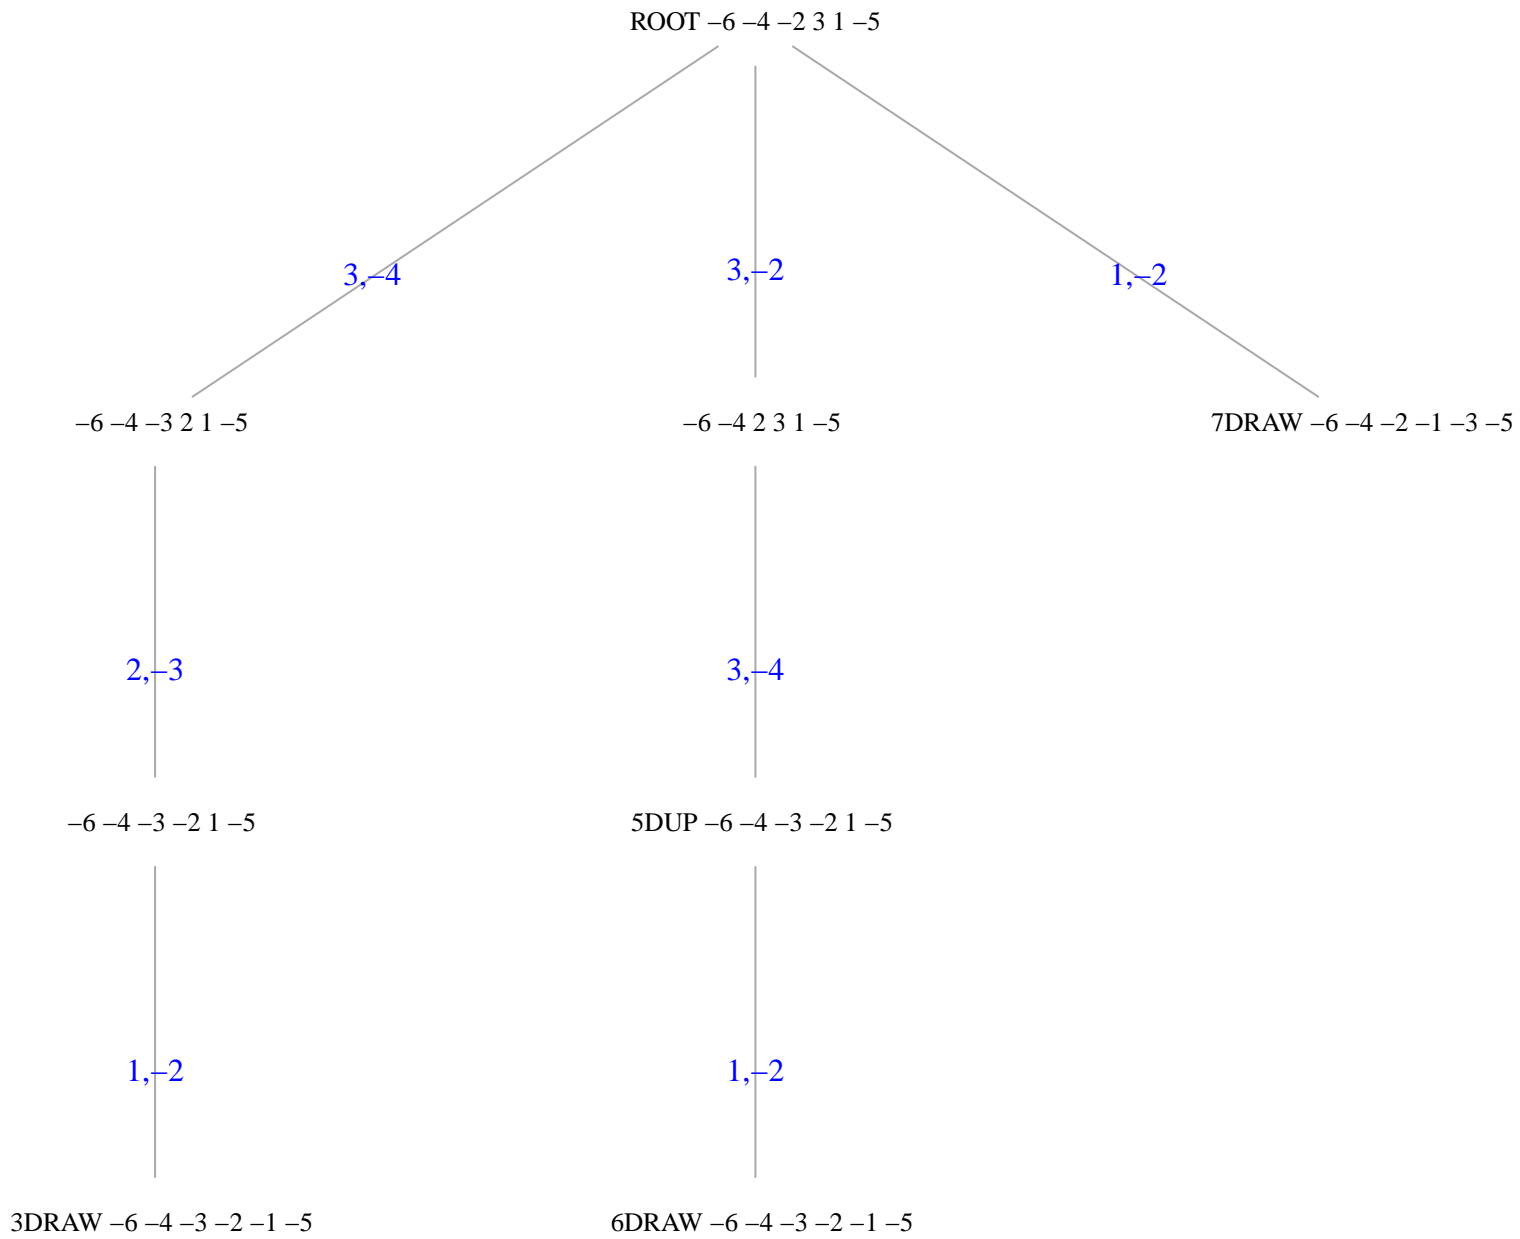 ROOT –6 –4 –2 3 1 –5
3,–4
3,–2
1,–2
–6 –4 –3 2 1 –5
–6 –4 2 3 1 –5
7DRAW –6 –4 –2 –1 –3 –5
2,–3
3,–4
–6 –4 –3 –2 1 –5
5DUP –6 –4 –3 –2 1 –5
1,–2
1,–2
3DRAW –6 –4 –3 –2 –1 –5
6DRAW –6 –4 –3 –2 –1 –5